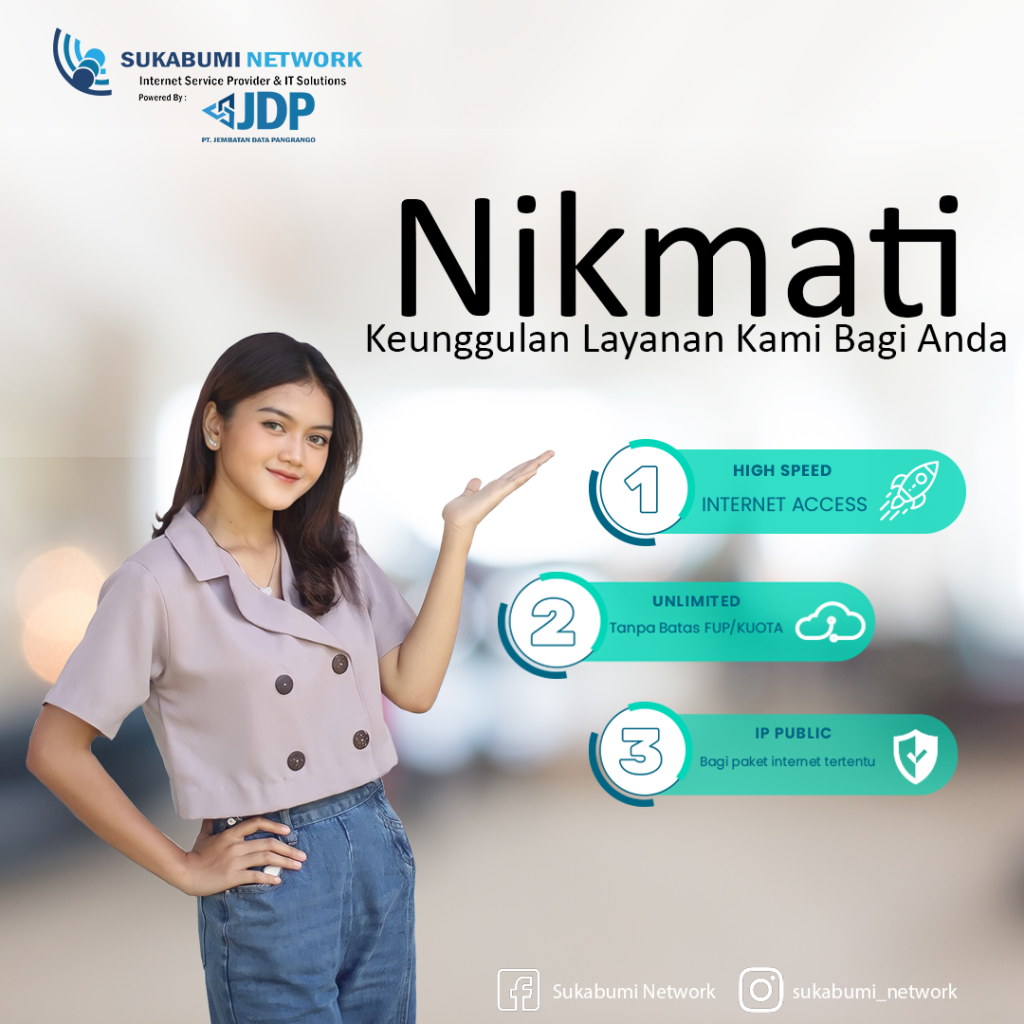 SUKABUMI NETWORK
Internet Service Provider & IT Solutions
Powered By :
JDP
PT. JEMBATAN DATA PANGRANGO
Nikmati
Keunggulan Layanan Kami Bagi Anda
1
HIGH SPEED
INTERNET ACCESS
2
UNLIMITED
Tanpa Batas FUP/KUOTA
3
IP PUBLIC
Bagi paket internet tertentu
Sukabumi Network
sukabumi_network